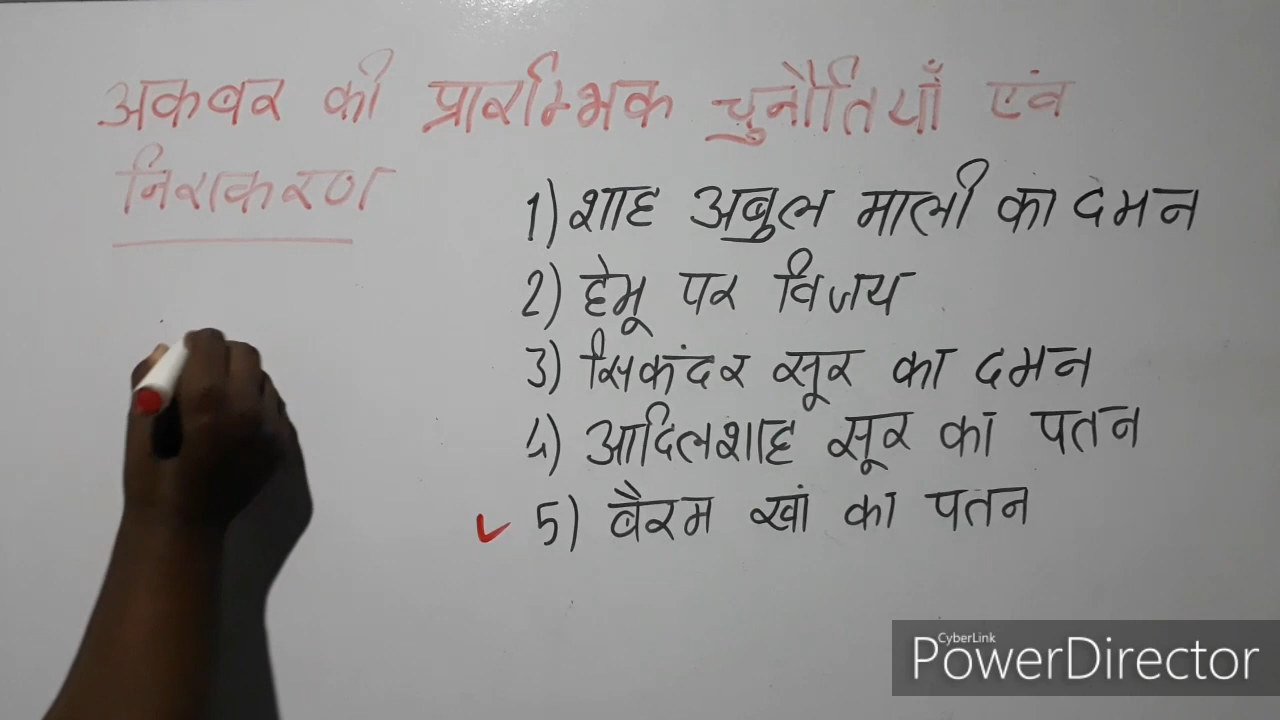 अकबर की प्रारम्भिक चुनौतियाँ एंव
निराकरण
1) शाह अबुल माली का दमन
2) हेमू पर विजय
3) सिकंदर सूर का दमन
4) आदिलशाह सूर का पतन
✓ 5) बैरम खां का पतन
CyberLink
PowerDirector